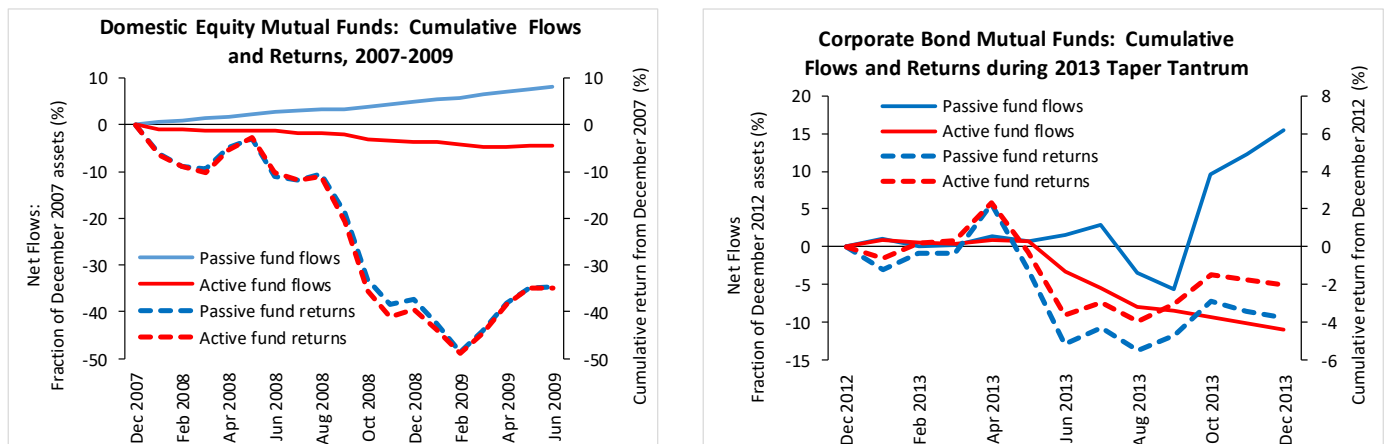 Domestic Equity Mutual Funds: Cumulative Flows
and Returns, 2007-2009
Net Flows:
Fraction of December 2007 assets (%)
10
0
-10
-20
-30
-40
-50
Passive fund flows
Active fund flows
Passive fund returns
Active fund returns
10
0
-10
-20
-30
-40
-50
Cumulative return from December 2007 (%)
Dec 2007
Feb 2008
Apr 2008
Jun 2008
Aug 2008
Oct 2008
Dec 2008
Feb 2009
Apr 2009
Jun 2009
Corporate Bond Mutual Funds: Cumulative
Flows and Returns during 2013 Taper Tantrum
Net Flows
Fraction of December 2012 assets (%)
20
15
10
5
0
-5
-10
-15
Passive fund flows
Active fund flows
Passive fund returns
Active fund returns
8
6
4
2
0
-2
-4
-6
Cumulative return from December 2012 (%)
Dec 2012
Feb 2013
Apr 2013
Jun 2013
Aug 2013
Oct 2013
Dec 2013